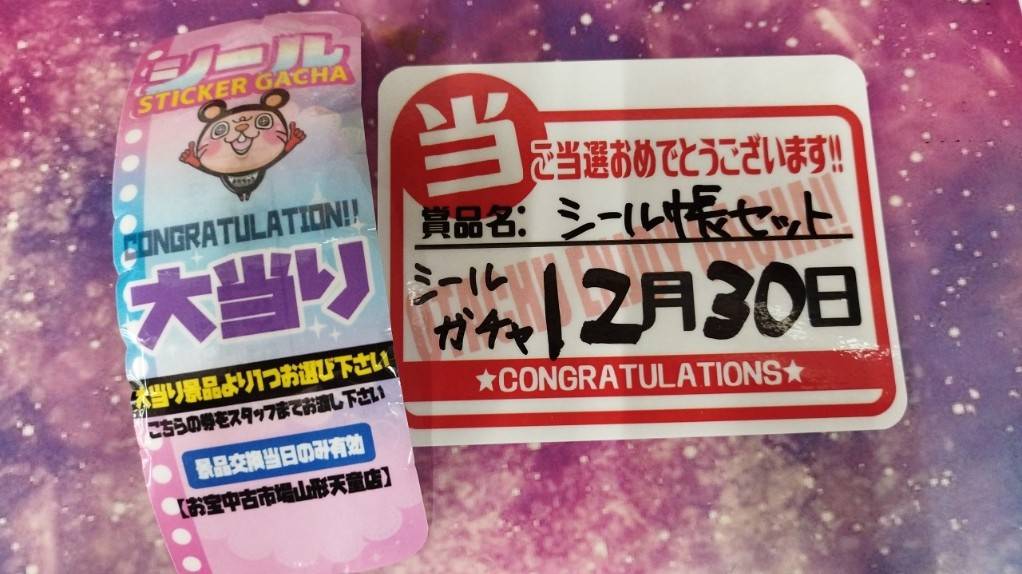 シール
STICKER GACHA
CONGRATULATION!!
大当り
大当り景品より1つお選び下さい
こちらの券をスタッフまでお渡し下さい
景品交換当日のみ有効
【お宝中古市場山形天童店】
当
ご当選おめでとうございます!!
賞品名: シール帳セット
シール
ガチャ 12月30日
★CONGRATULATIONS★